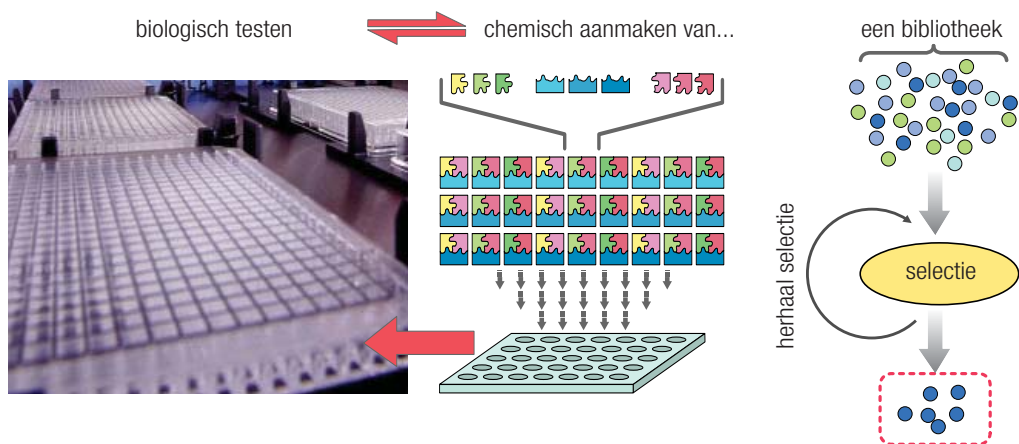 biologisch testen
chemisch aanmaken van...
een bibliotheek
herhaal selectie
selectie